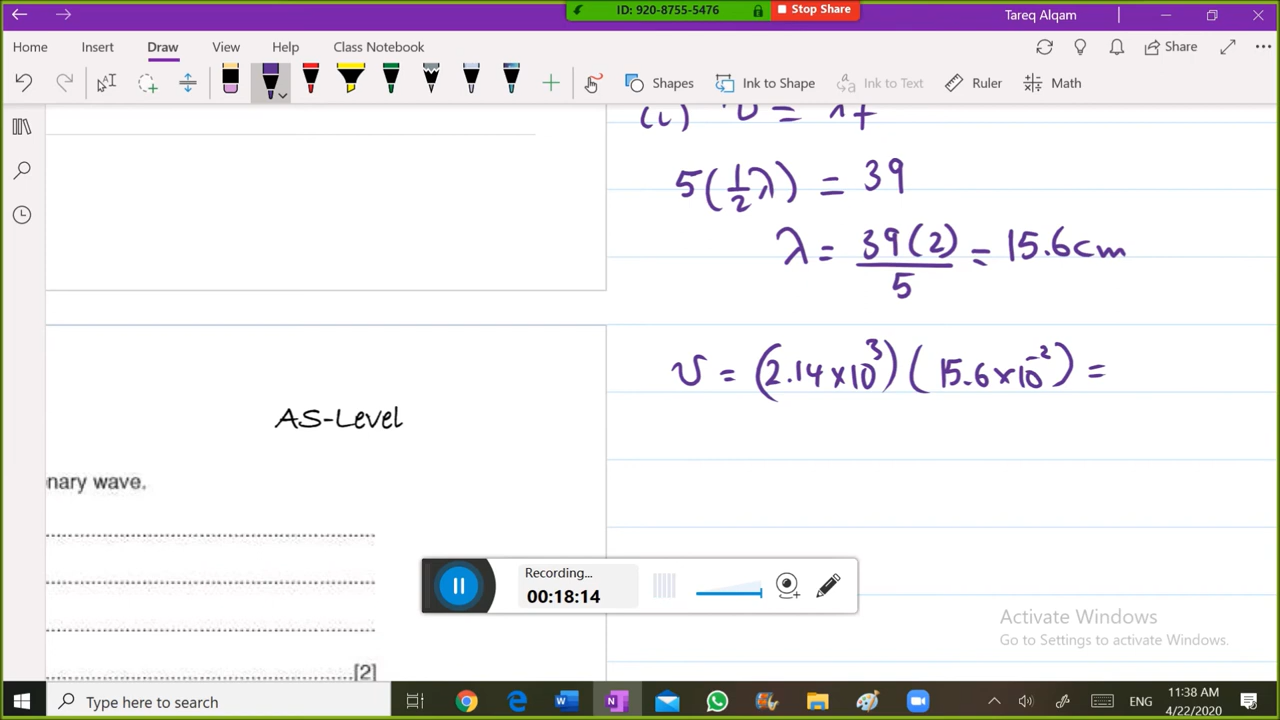 ID: 920-8755-5476 Stop Share
Tareq Alqam
Home Insert Draw View Help Class Notebook
Share
Shapes Ink to Shape Ink to Text Ruler Math
(i) v = λf
5(1/2 λ) = 39
λ = 39(2)/5 = 15.6cm
v = (2.14×10³)(15.6×10⁻²) =
AS-Level
nary wave.
[2]
Recording...
00:18:14
Activate Windows
Go to Settings to activate Windows.
Type here to search
ENG
11:38 AM
4/22/2020